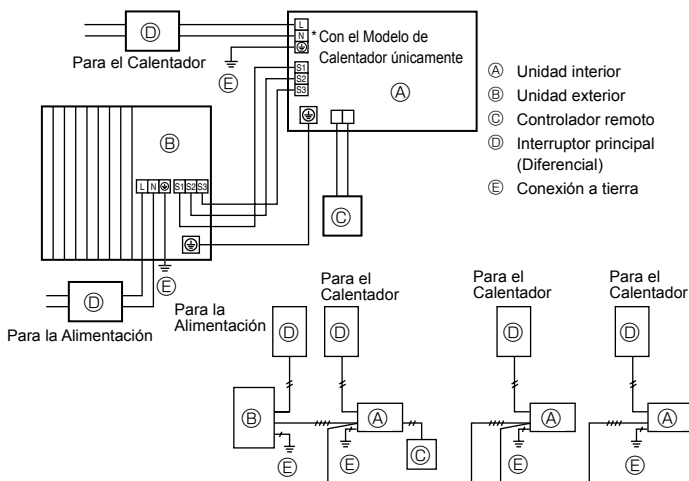 Ⓓ
Para el Calentador
L
N
* Con el Modelo de
Calentador únicamente
Ⓔ
S1
S2
S3
Ⓐ
Ⓐ Unidad interior
Ⓑ Unidad exterior
Ⓒ Controlador remoto
Ⓓ Interruptor principal
(Diferencial)
Ⓔ Conexión a tierra
Ⓑ
L N S1 S2 S3
Ⓒ
Ⓔ
Ⓓ
Para la Alimentación
Para la
Alimentación
Para el
Calentador
Para el
Calentador
Para el
Calentador
Ⓓ Ⓓ Ⓓ Ⓓ
Ⓑ Ⓐ Ⓐ Ⓐ
Ⓔ Ⓔ Ⓒ Ⓔ Ⓔ